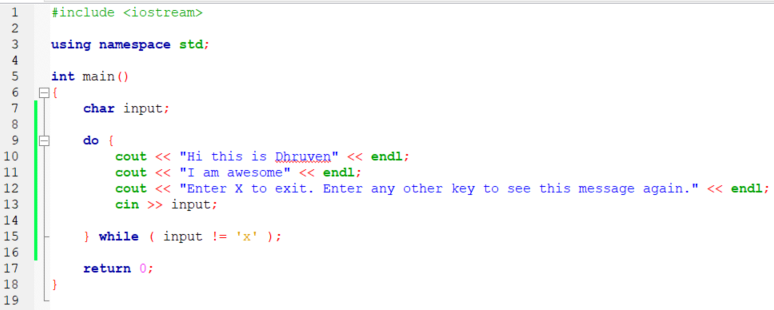 1 #include <iostream>
2
3 using namespace std;
4
5 int main()
6 {
7 char input;
8
9 do {
10 cout << "Hi this is Dhruven" << endl;
11 cout << "I am awesome" << endl;
12 cout << "Enter X to exit. Enter any other key to see this message again." << endl;
13 cin >> input;
14
15 } while ( input != 'x' );
16
17 return 0;
18 }
19